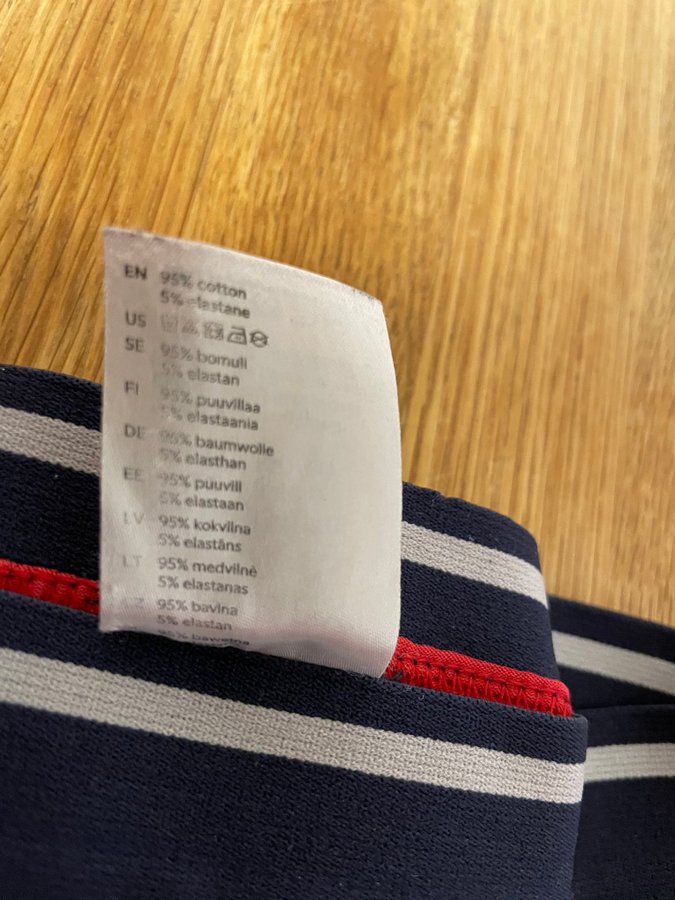 EN 95% cotton
5% elastane
US
SE 95% bomull
5% elastan
FI 95% puuvillaa
5% elastaania
DE 95% baumwolle
5% elasthan
EE 95% puuvill
5% elastaan
LV 95% kokvilna
5% elastāns
LT 95% medvilnė
5% elastanas
95% bavlna
5% elastan
95% bawełna